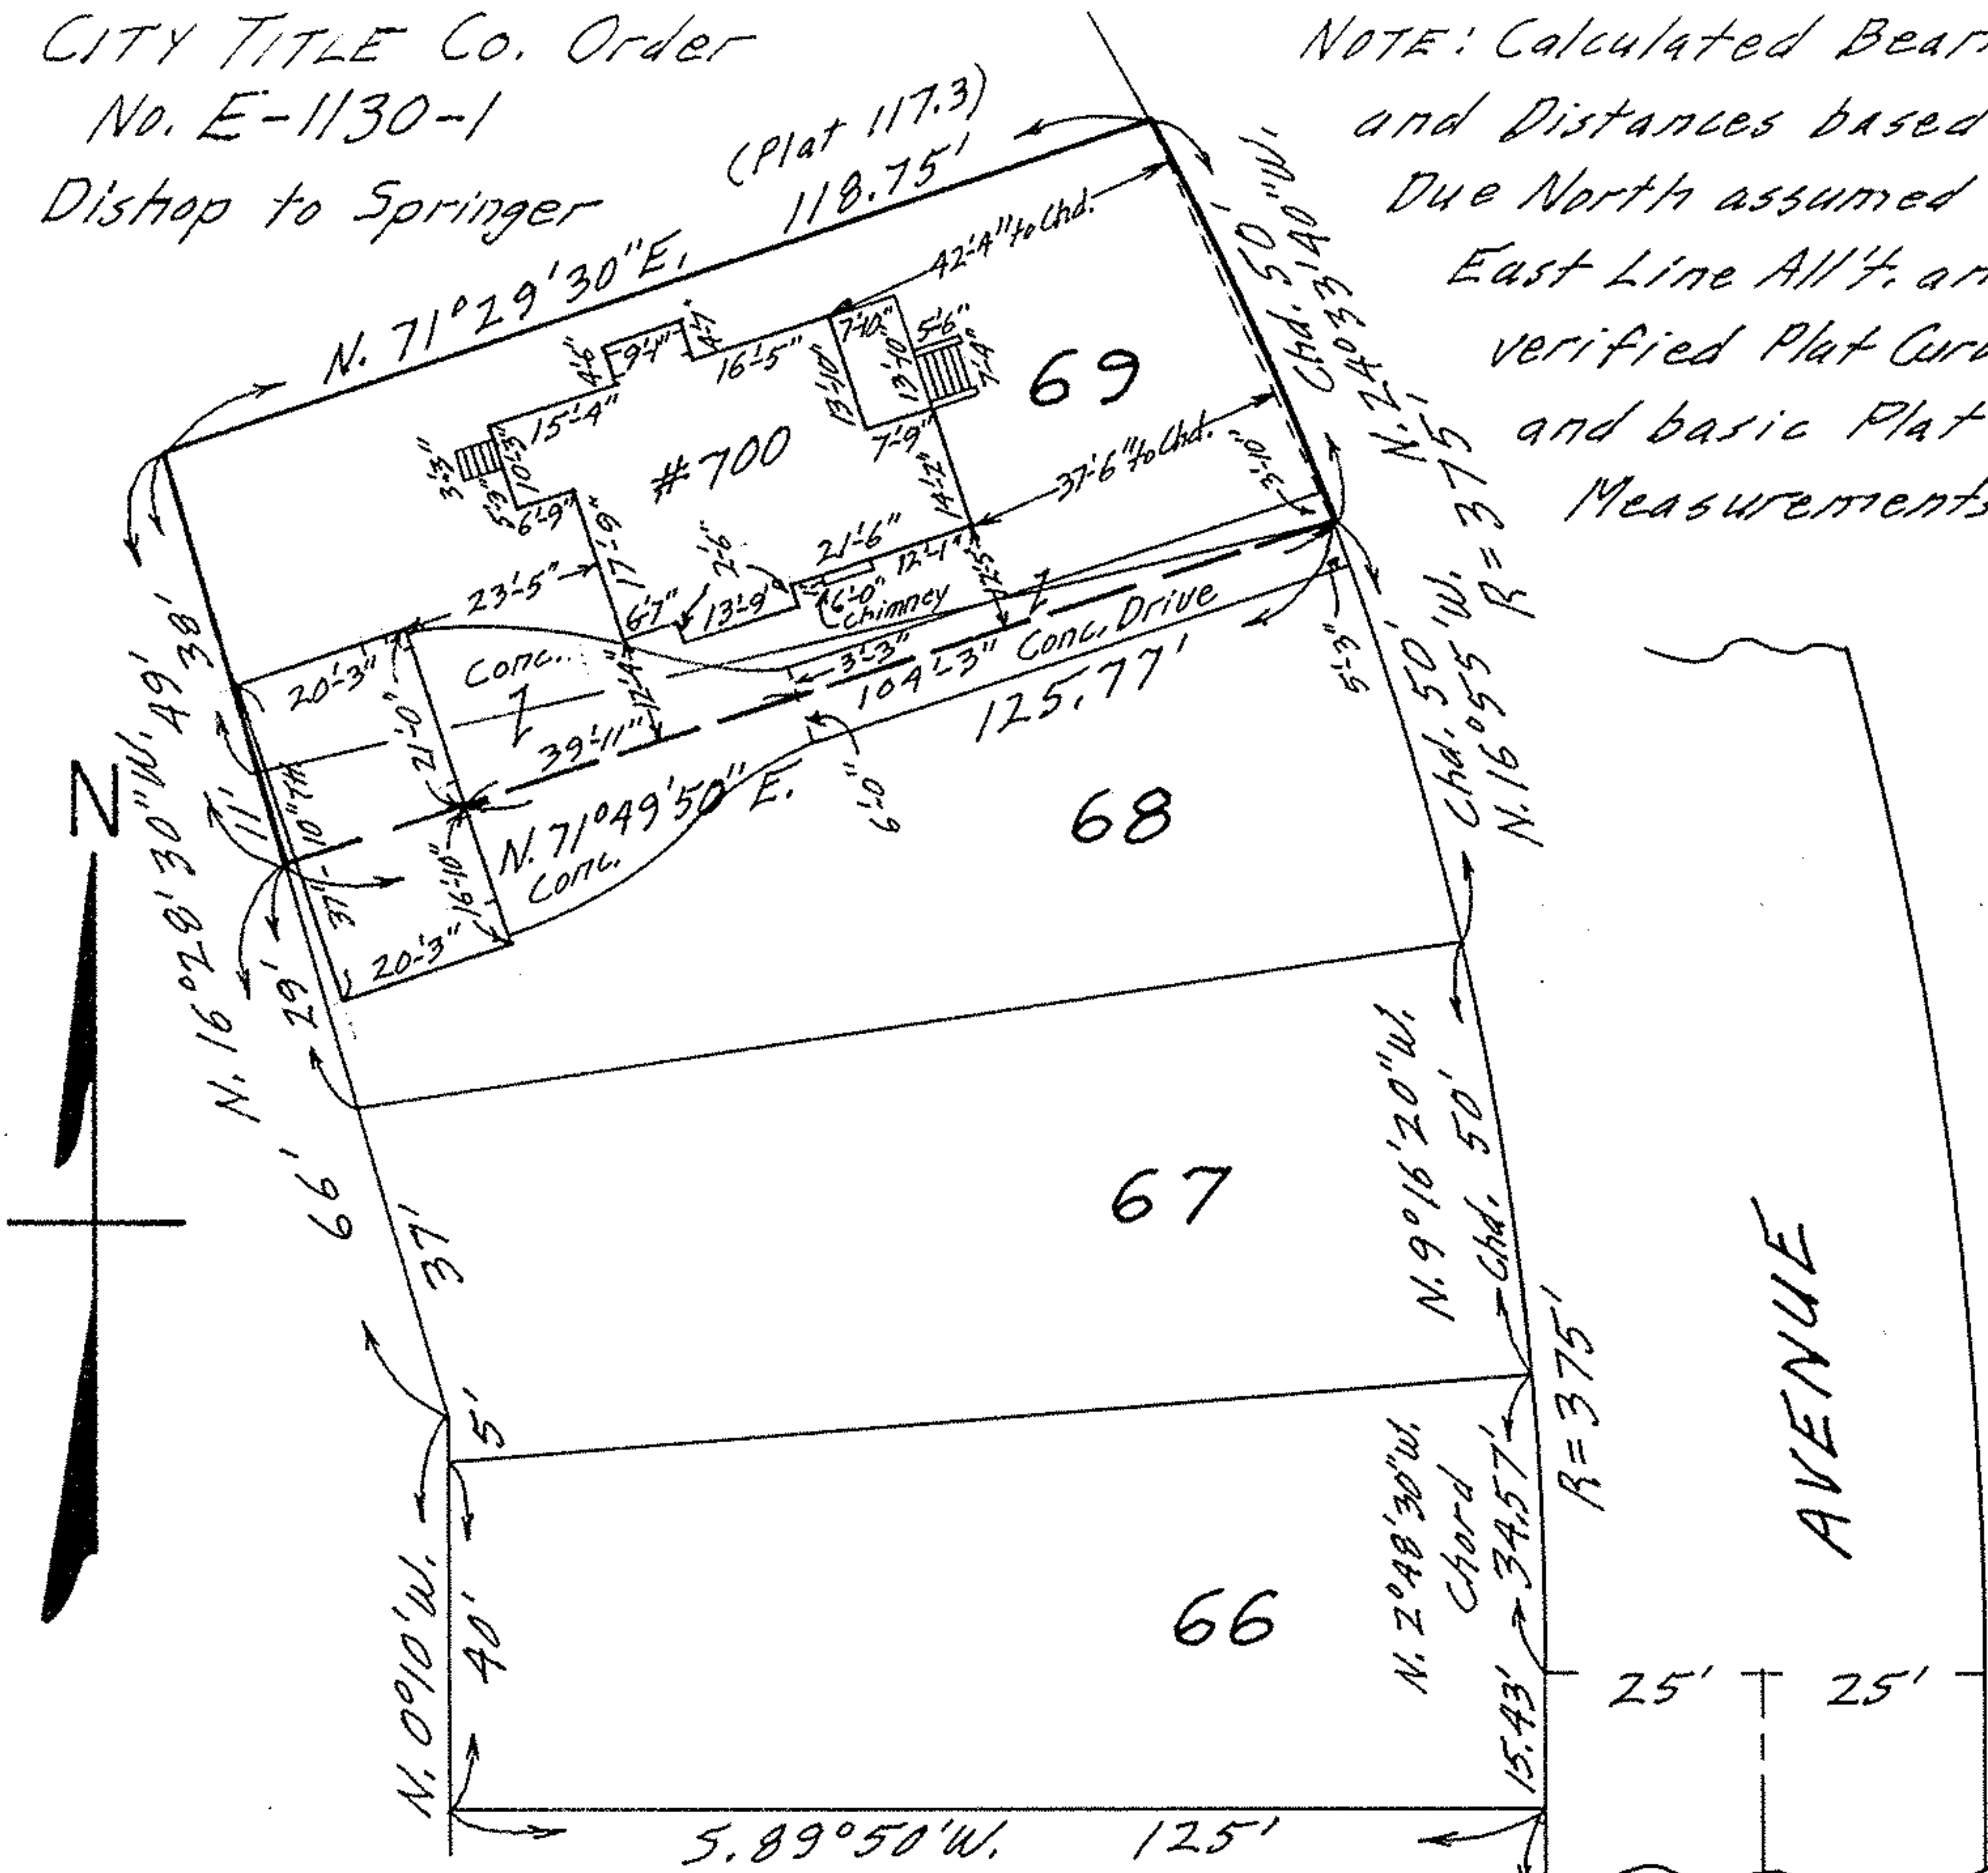 CITY TITLE Co. Order
No. E-1130-1
Dishop to Springer
NOTE: Calculated Bear
and Distances based
Due North assumed
East Line All't. an
verified Plat Curv
and basic Plat
Measurements
(Plat 117.3)
118.75'
N. 71°29'30"E.
Chd. 50'
N. 24°33'40"W.
R=375'
42'-4" to Chd.
37'-6" to Chd.
3'-10"
69
#700
4'-6"
9'-4"
4'-7"
16'-5"
7'-10"
5'-6"
13'-10"
13'-10"
7'-4"
7'-9"
14'-2"
15'-4"
10'-3"
3'-3"
5'-3"
6'-9"
17'-9"
23'-5"
2'-6"
21'-6"
12'-1"
6'-0"
Chimney
6'-7"
13'-9"
12'-5"
12'-4"
3'-3"
104'-3"
Conc. Drive
125.77'
5'-3"
Conc.
20'-3"
21'-0"
39'-11"
N. 71°49'50" E.
Conc.
6'-0"
16'-10"
20'-3"
37'-10"TH
38'
49'
11'
N. 16°28'30"W.
29'
66'
37'
N
68
Chd. 50'
N. 16°55'W.
R=375'
67
N. 9°16'20"W.
Chd. 50'
5'
R=375'
AVENUE
66
N. 2°48'30"W.
Chord
34.57'
15.43'
25'
25'
N. 0°10'W.
40'
S. 89°50'W.
125'